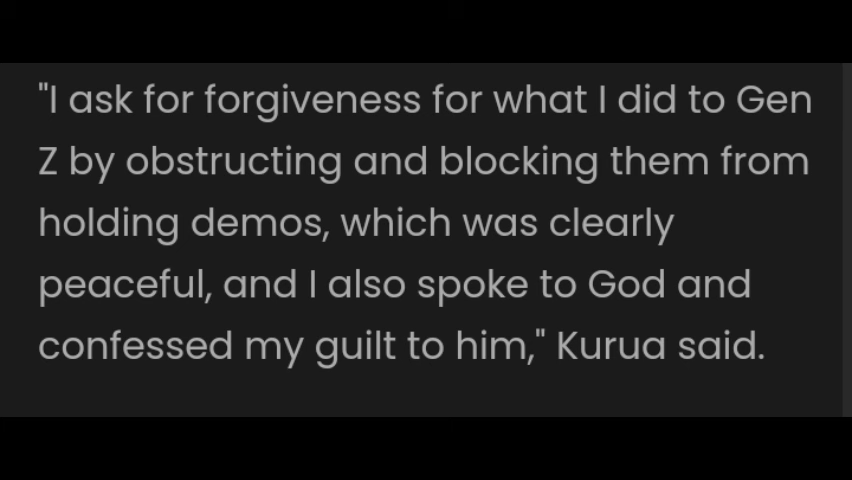 "I ask for forgiveness for what I did to Gen
Z by obstructing and blocking them from
holding demos, which was clearly
peaceful, and I also spoke to God and
confessed my guilt to him," Kurua said.